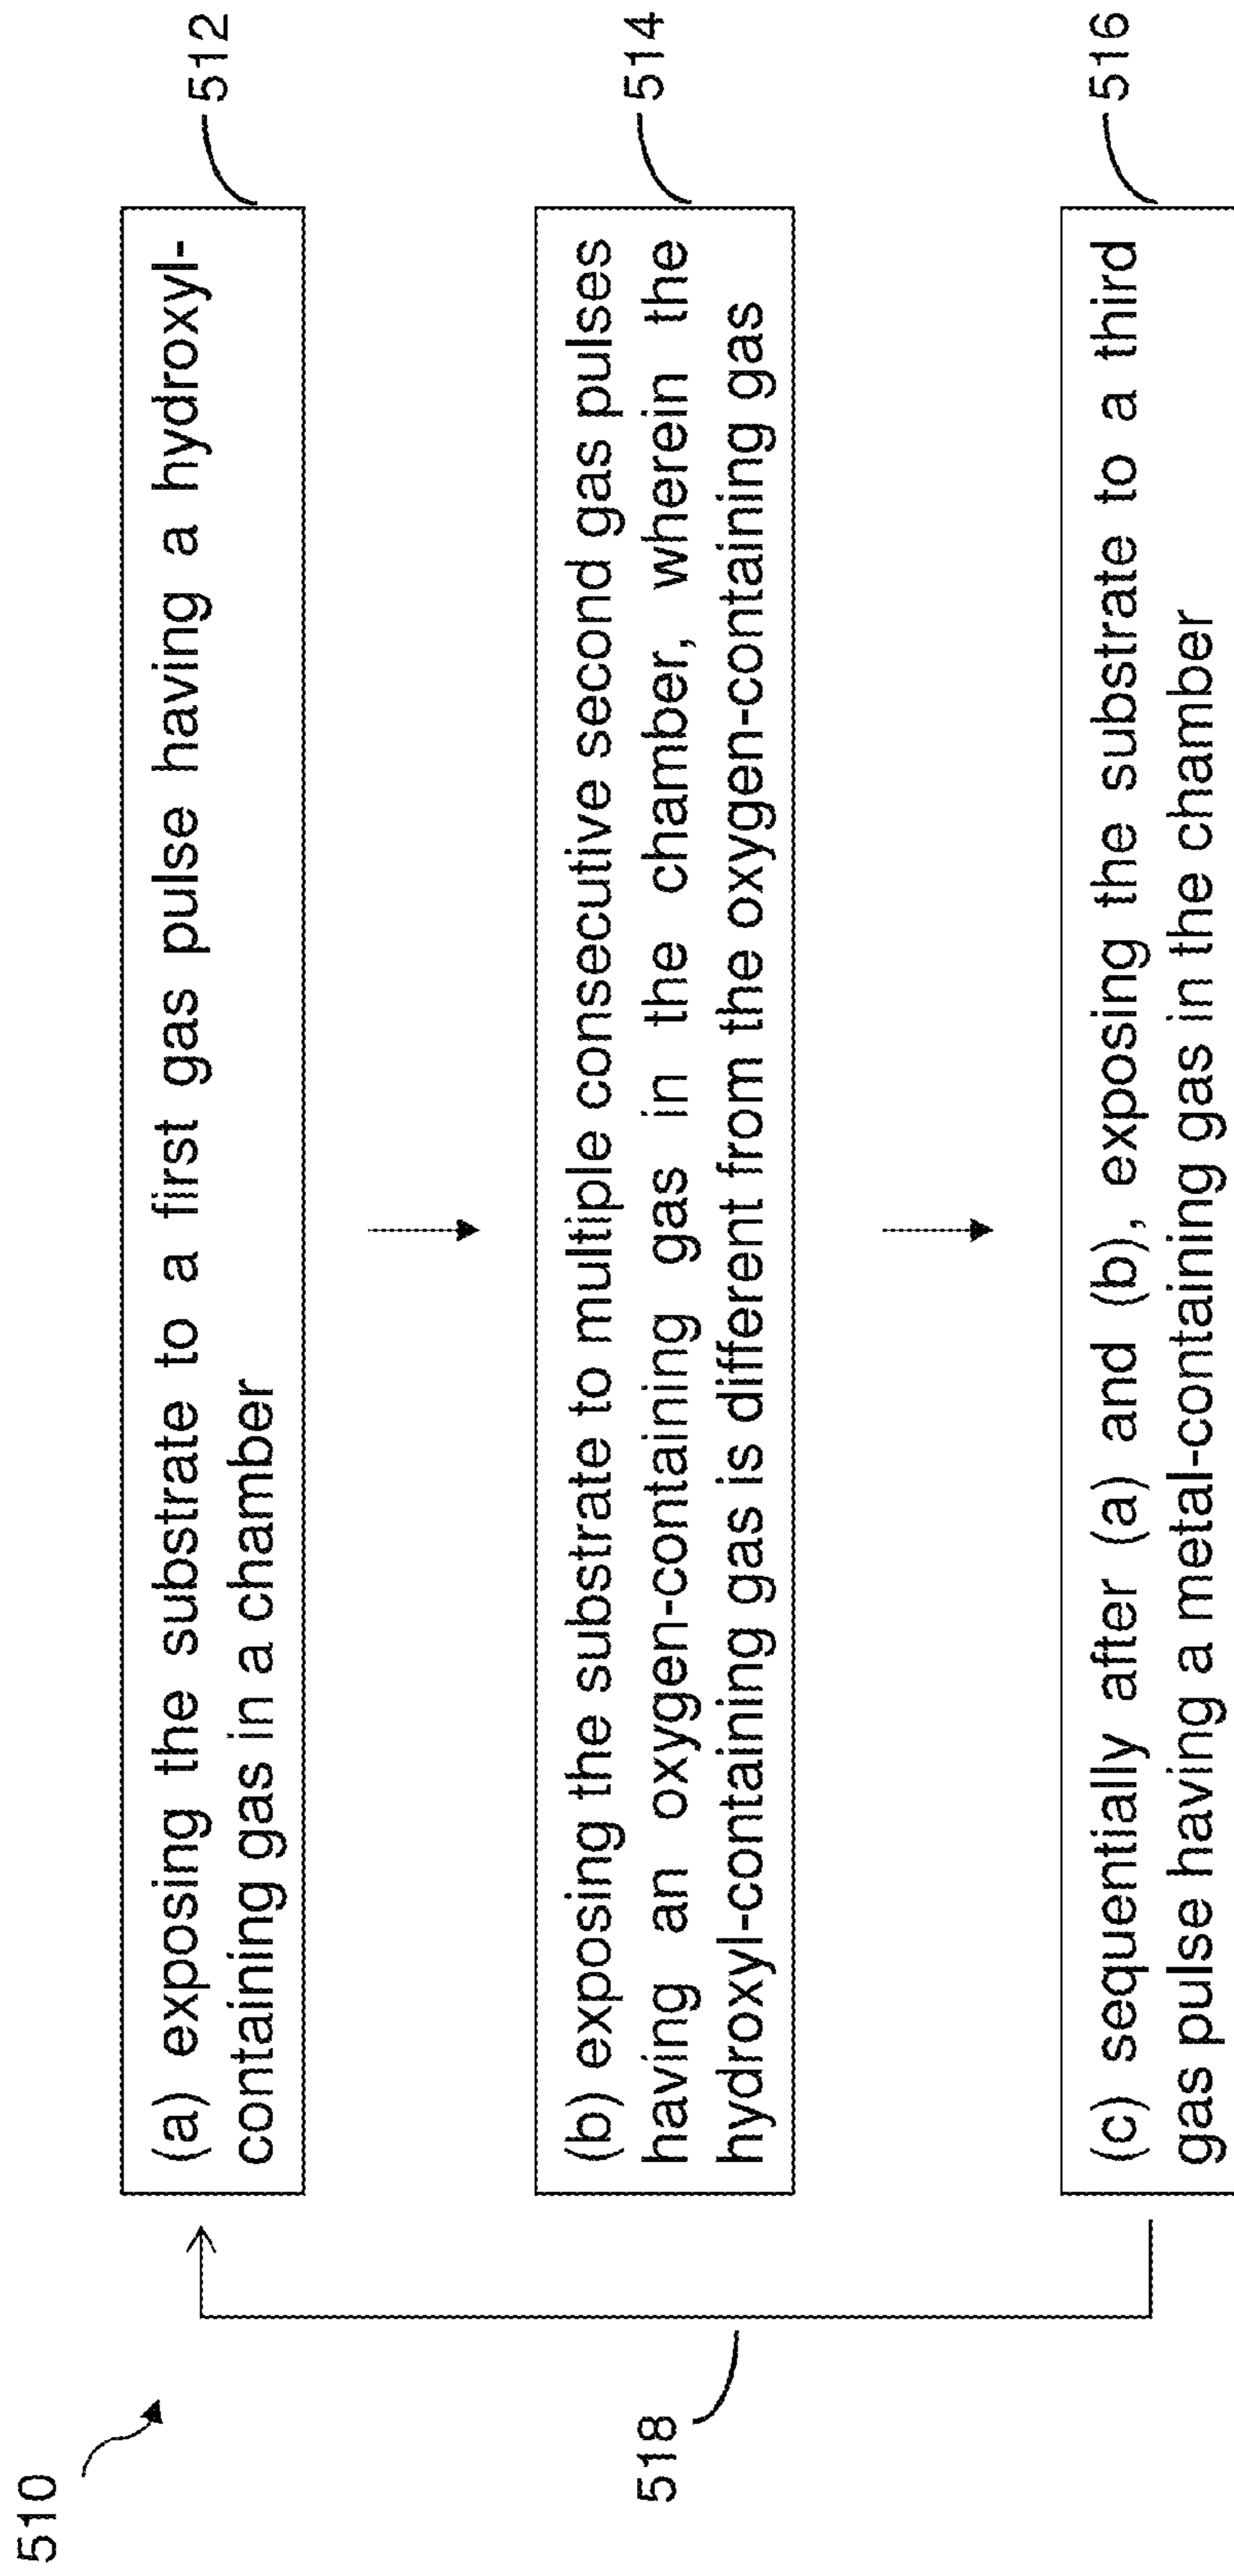 510
(a) exposing the substrate to a first gas pulse having a hydroxyl-
containing gas in a chamber
512
(b) exposing the substrate to multiple consecutive second gas pulses
having an oxygen-containing gas in the chamber, wherein the
hydroxyl-containing gas is different from the oxygen-containing gas
514
518
(c) sequentially after (a) and (b), exposing the substrate to a third
gas pulse having a metal-containing gas in the chamber
516